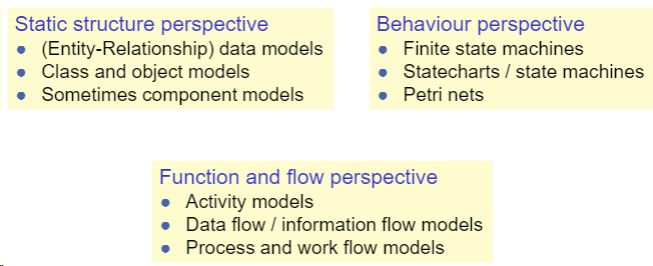 Static structure perspective
● (Entity-Relationship) data models
● Class and object models
● Sometimes component models
Behaviour perspective
● Finite state machines
● Statecharts / state machines
● Petri nets
Function and flow perspective
● Activity models
● Data flow / information flow models
● Process and work flow models